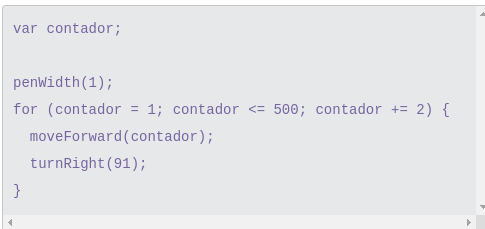 var contador;
penWidth(1);
for (contador = 1; contador <= 500; contador += 2) {
  moveForward(contador);
  turnRight(91);
}